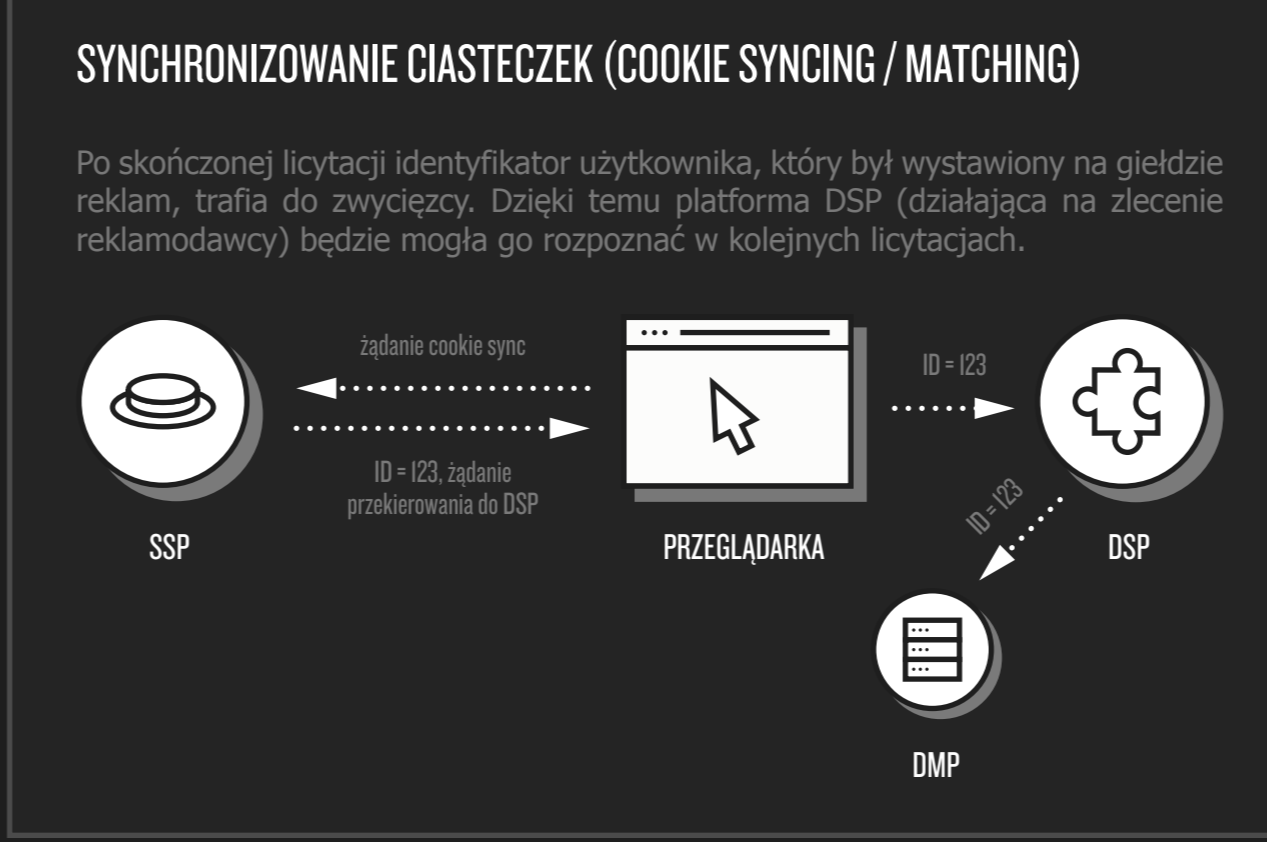 SYNCHRONIZOWANIE CIASTECZEK (COOKIE SYNCING / MATCHING)
Po skończonej licytacji identyfikator użytkownika, który był wystawiony na giełdzie
reklam, trafia do zwycięzcy. Dzięki temu platforma DSP (działająca na zlecenie
reklamodawcy) będzie mogła go rozpoznać w kolejnych licytacjach.
żądanie cookie sync
ID = 123, żądanie
przekierowania do DSP
SSP
PRZEGLĄDARKA
ID = 123
DSP
ID = 123
DMP